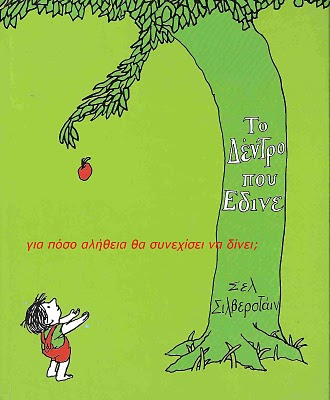 Το
Δέντρο
που
Έδινε
για πόσο αλήθεια θα συνεχίσει να δίνει;
Σελ
Σιλβερστάιν